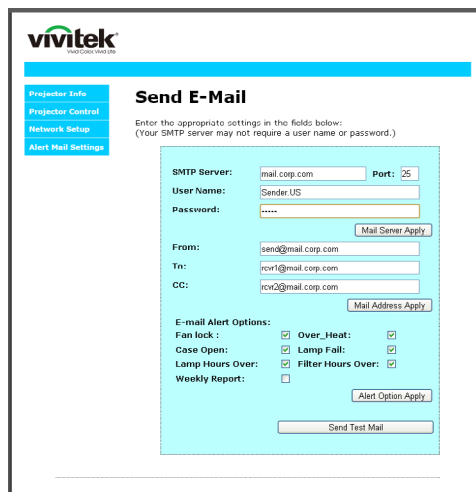 vivitek
Vivid Color, Vivid Life
Projector Info
Projector Control
Network Setup
Alert Mail Settings
Send E-Mail
Enter the appropriate settings in the fields below:
(Your SMTP server may not require a user name or password.)
SMTP Server: mail.corp.com Port: 25
User Name: Sender.US
Password: •••••
Mail Server Apply
From: send@mail.corp.com
To: rcvr1@mail.corp.com
CC: rcvr2@mail.corp.com
Mail Address Apply
E-mail Alert Options:
Fan lock : Over_Heat:
Case Open: Lamp Fail:
Lamp Hours Over: Filter Hours Over:
Weekly Report:
Alert Option Apply
Send Test Mail